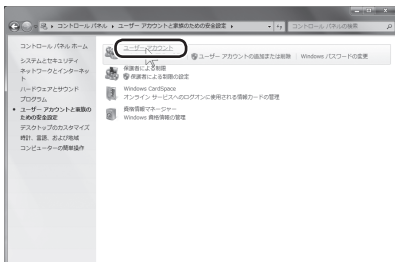 コントロール パネル ▸ ユーザー アカウントと家族のための安全設定 ▸
コントロール パネルの検索
コントロール パネル ホーム
システムとセキュリティ
ネットワークとインターネッ
ト
ハードウェアとサウンド
プログラム
• ユーザー アカウントと家族の
ための安全設定
デスクトップのカスタマイズ
時計、言語、および地域
コンピューターの簡単操作
ユーザー アカウント
ユーザー アカウントの追加または削除 | Windows パスワードの変更
保護者による制限
保護者による制限の設定
Windows CardSpace
オンライン サービスへのログオンに使用される情報カードの管理
資格情報マネージャー
Windows 資格情報の管理